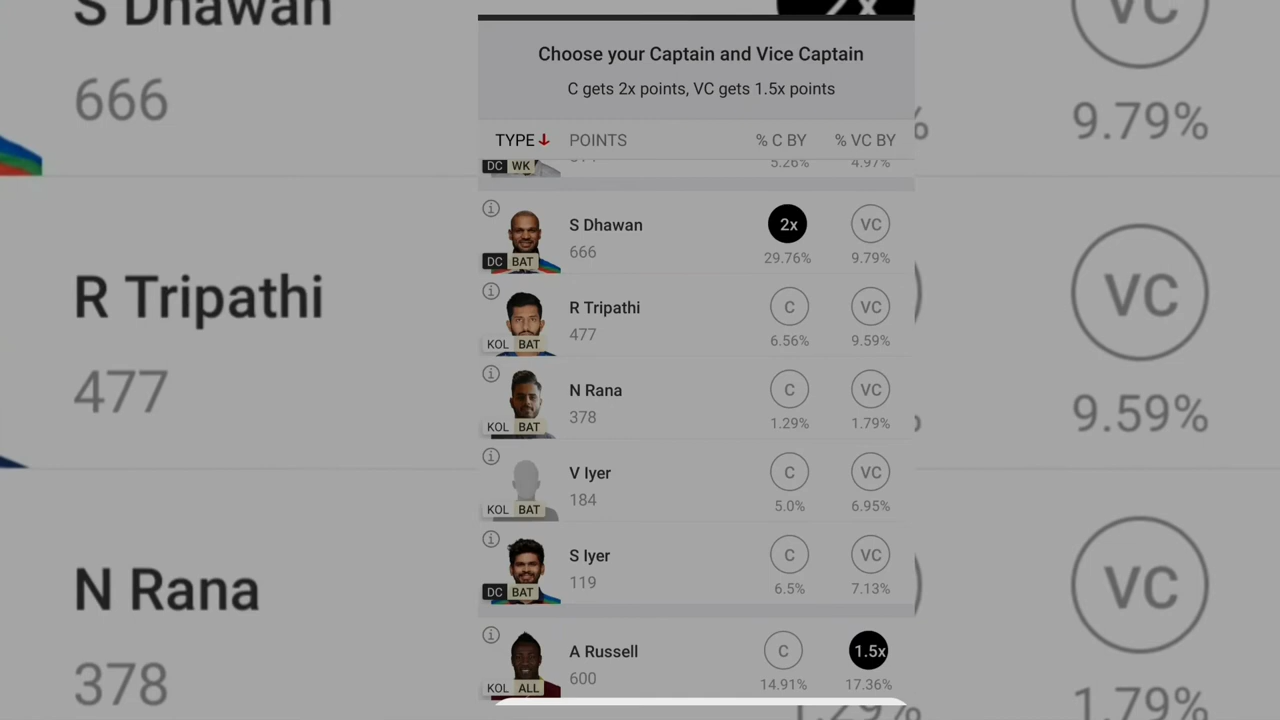 S Dhawan
666
9.79%
R Tripathi
477
VC
9.59%
N Rana
378
VC
1.79%
Choose your Captain and Vice Captain
C gets 2x points, VC gets 1.5x points
TYPE POINTS % C BY % VC BY
DC WK 5.26% 4.97%
S Dhawan 2x VC
666
DC BAT 29.76% 9.79%
R Tripathi C VC
477
KOL BAT 6.56% 9.59%
N Rana C VC
378
KOL BAT 1.29% 1.79%
V Iyer C VC
184
KOL BAT 5.0% 6.95%
S Iyer C VC
119
DC BAT 6.5% 7.13%
A Russell C 1.5x
600
KOL ALL 14.91% 17.36%